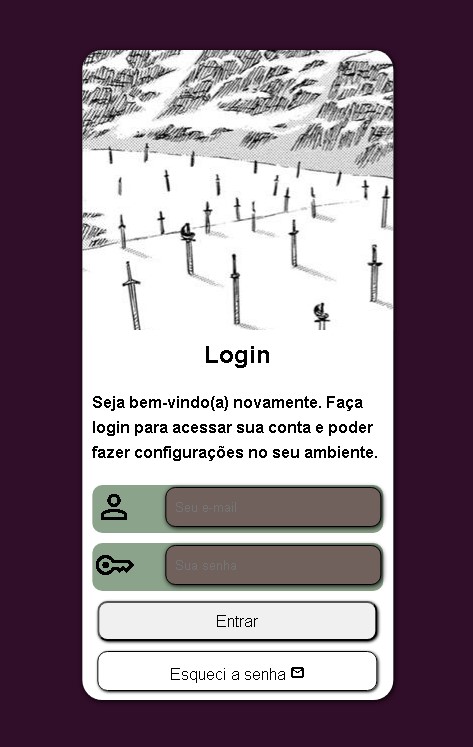 Login
Seja bem-vindo(a) novamente. Faça
login para acessar sua conta e poder
fazer configurações no seu ambiente.
Seu e-mail
Sua senha
Entrar
Esqueci a senha